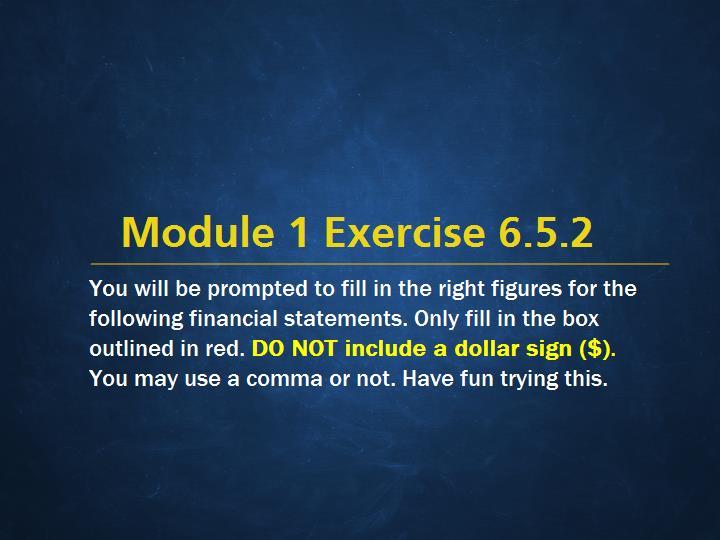 Module 1 Exercise 6.5.2
You will be prompted to fill in the right figures for the
following financial statements. Only fill in the box
outlined in red. DO NOT include a dollar sign ($).
You may use a comma or not. Have fun trying this.